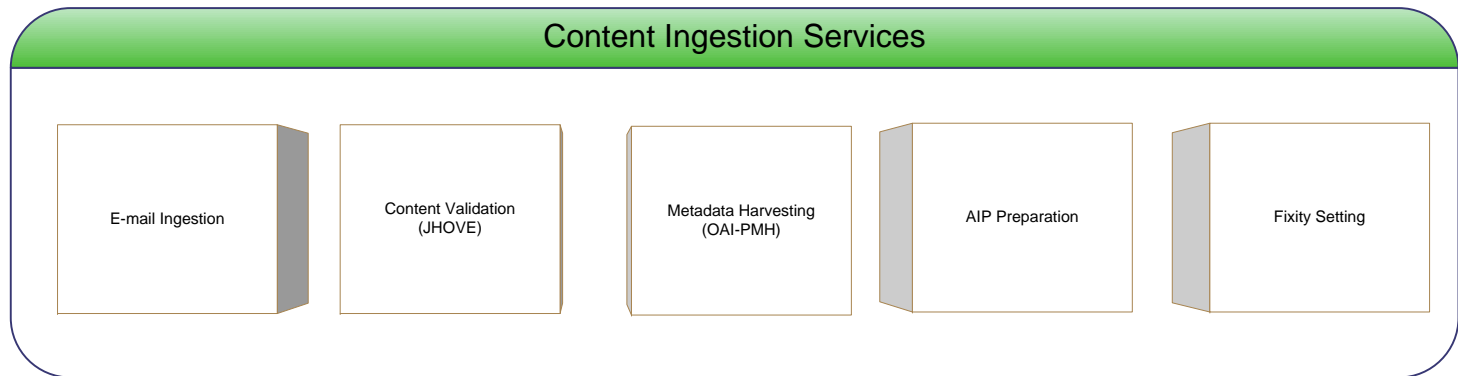 Content Ingestion Services
E-mail Ingestion
Content Validation
(JHOVE)
Metadata Harvesting
(OAI-PMH)
AIP Preparation
Fixity Setting